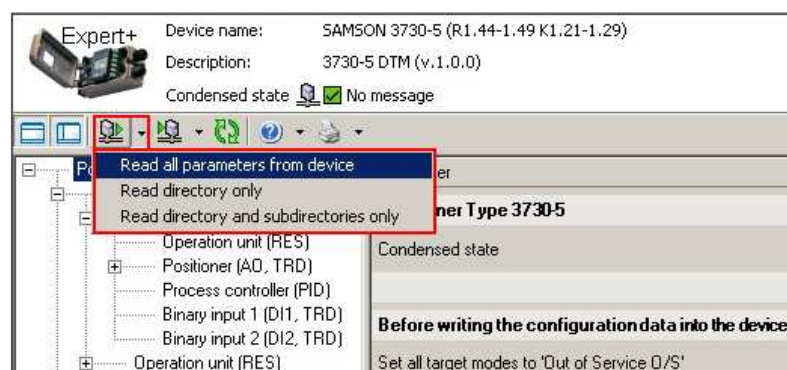 Expert+
Device name: SAMSON 3730-5 (R1.44-1.49 K1.21-1.29)
Description: 3730-5 DTM (v.1.0.0)
Condensed state No message
Read all parameters from device
Read directory only
Read directory and subdirectories only
Operation unit (RES)
Positioner (AO, TRD)
Process controller (PID)
Binary input 1 (DI1, TRD)
Binary input 2 (DI2, TRD)
Operation unit (RES)
er
ner Type 3730-5
Condensed state
Before writing the configuration data into the device
Set all target modes to 'Out of Service O/S'